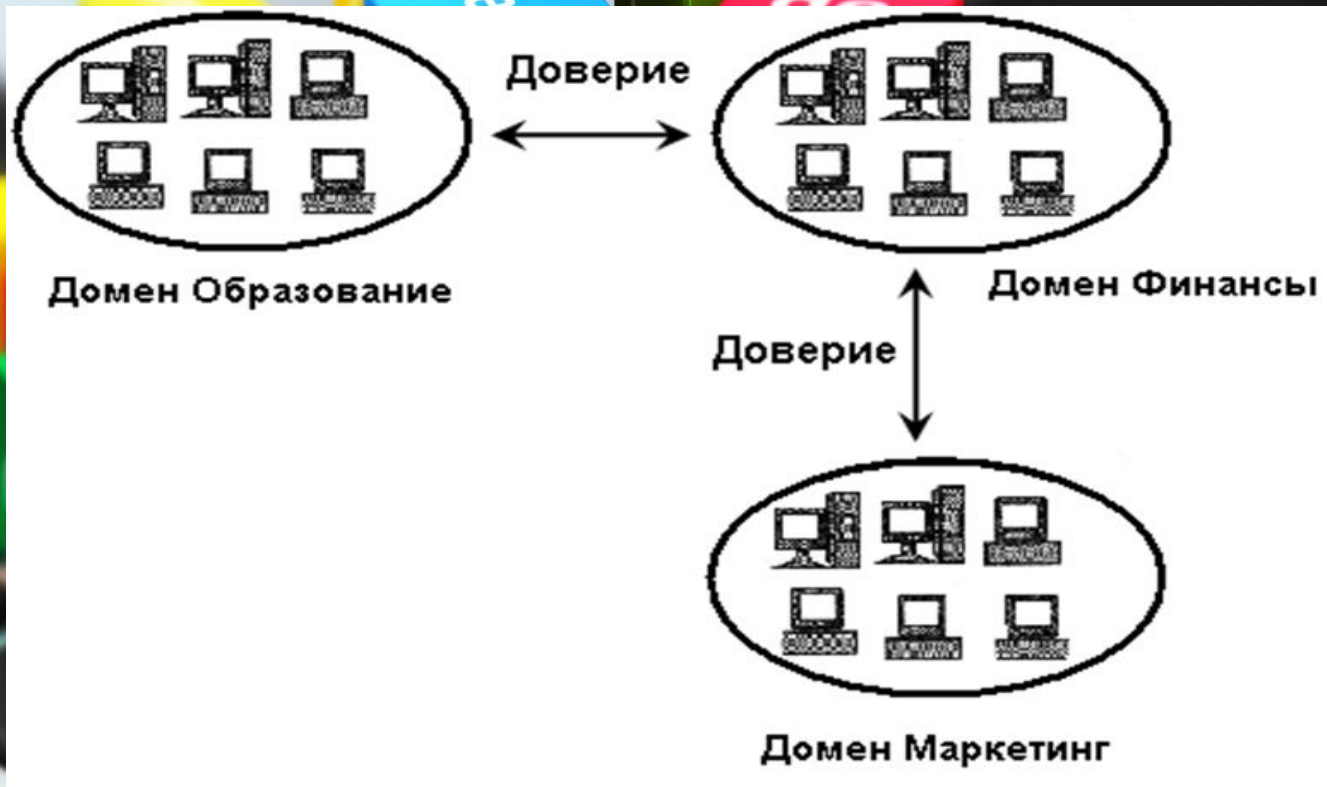 Доверие
Домен Образование
Домен Финансы
Доверие
Домен Маркетинг